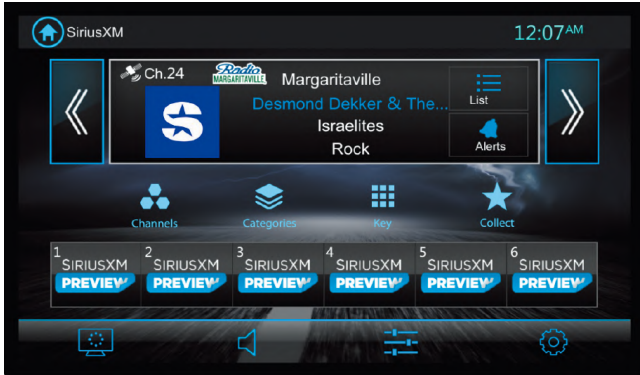 SiriusXM
12:07AM
Ch.24
Radio
MARGARITAVILLE
Margaritaville
Desmond Dekker & The...
Israelites
Rock
List
Alerts
Channels
Categories
Key
Collect
1
SIRIUSXM
PREVIEW
2
SIRIUSXM
PREVIEW
3
SIRIUSXM
PREVIEW
4
SIRIUSXM
PREVIEW
5
SIRIUSXM
PREVIEW
6
SIRIUSXM
PREVIEW